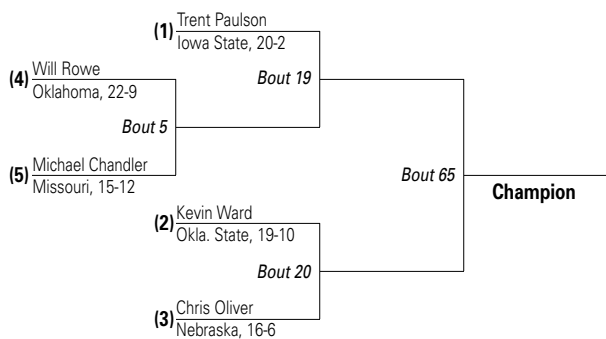 (1) Trent Paulson
Iowa State, 20-2
(4) Will Rowe
Oklahoma, 22-9
Bout 19
Bout 5
(5) Michael Chandler
Missouri, 15-12
Bout 65
Champion
(2) Kevin Ward
Okla. State, 19-10
Bout 20
(3) Chris Oliver
Nebraska, 16-6